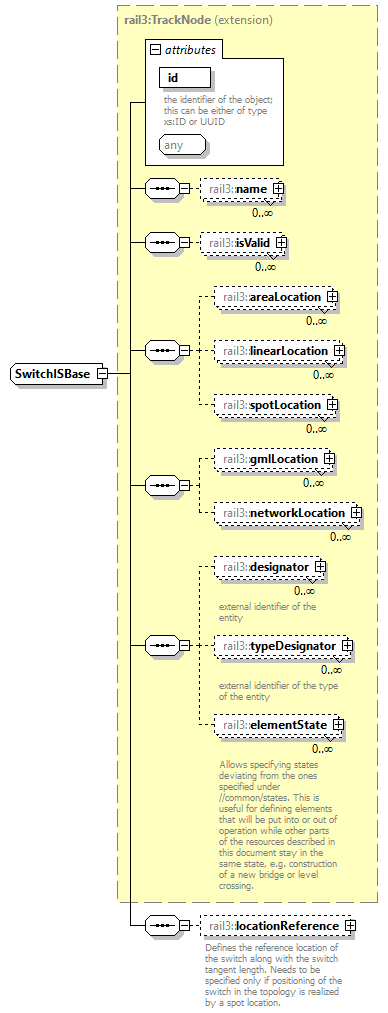 rail3:TrackNode (extension)
attributes
id
the identifier of the object;
this can be either of type
xs:ID or UUID
any
rail3:name
0..∞
rail3:isValid
0..∞
rail3:areaLocation
0..∞
rail3:linearLocation
0..∞
SwitchISBase
rail3:spotLocation
0..∞
rail3:gmlLocation
0..∞
rail3:networkLocation
0..∞
rail3:designator
0..∞
external identifier of the
entity
rail3:typeDesignator
0..∞
external identifier of the type
of the entity
rail3:elementState
0..∞
Allows specifying states
deviating from the ones
specified under
//common/states. This is
useful for defining elements
that will be put into or out of
operation while other parts
of the resources described in
this document stay in the
same state, e.g. construction
of a new bridge or level
crossing.
rail3:locationReference
Defines the reference location of
the switch along with the switch
tangent length. Needs to be
specified only if positioning of the
switch in the topology is realized
by a spot location.